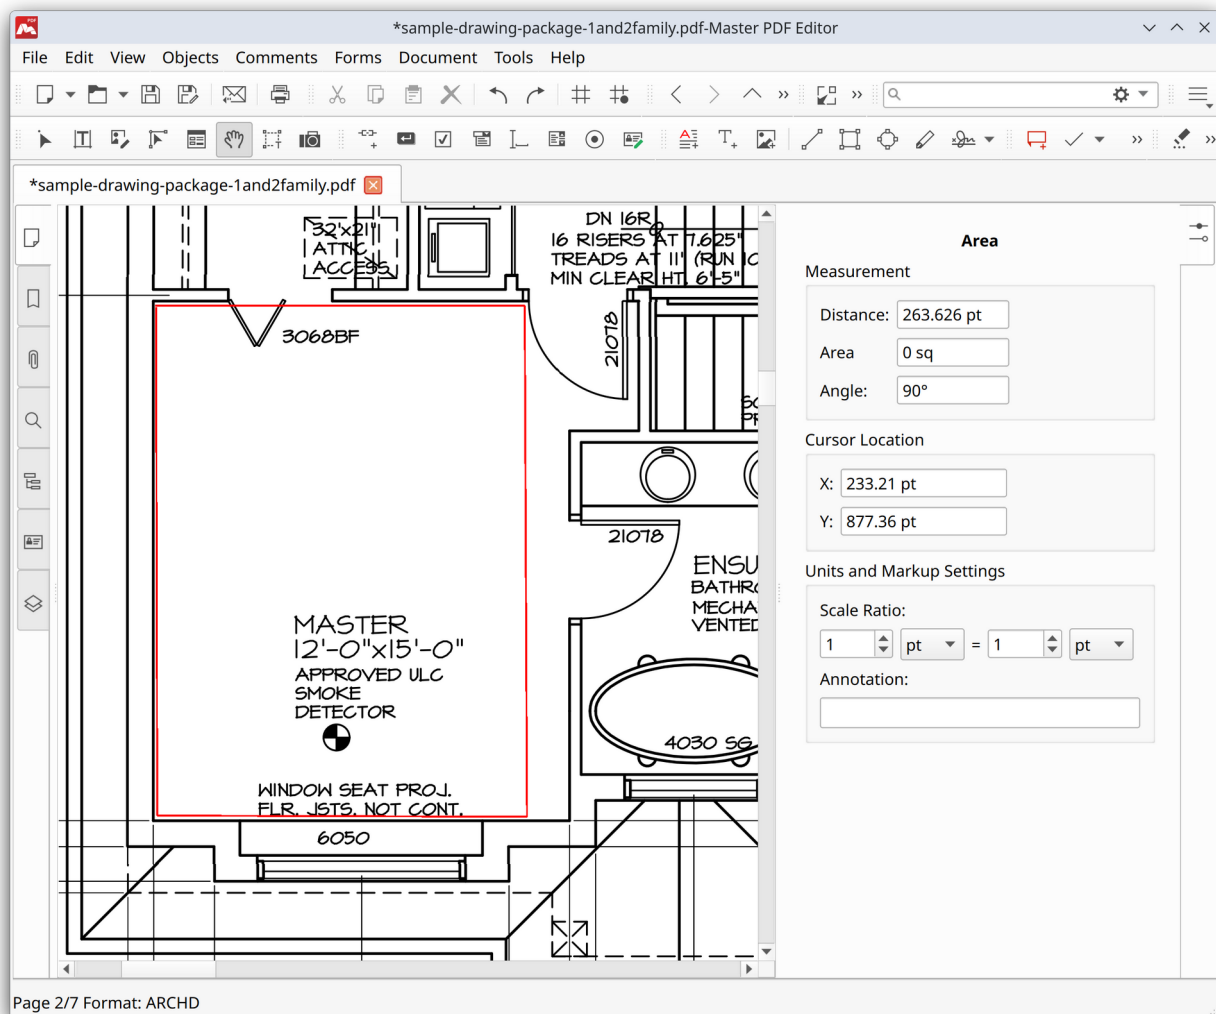 *sample-drawing-package-1and2family.pdf-Master PDF Editor
File Edit View Objects Comments Forms Document Tools Help
*sample-drawing-package-1and2family.pdf
32"x21"
ATTIC
ACCESS
DN 16R
16 RISERS AT 7.625"
TREADS AT 11" (RUN 10
MIN CLEAR HT. 6'-5"
3068BF
21078
21078
ENSU
BATHRO
MECHA
VENTED
MASTER
12'-0"x15'-0"
APPROVED ULC
SMOKE
DETECTOR
4030 SG
WINDOW SEAT PROJ.
FLR. JSTS. NOT CONT.
6050
Area
Measurement
Distance: 263.626 pt
Area 0 sq
Angle: 90°
Cursor Location
X: 233.21 pt
Y: 877.36 pt
Units and Markup Settings
Scale Ratio:
1 pt = 1 pt
Annotation:
Page 2/7 Format: ARCHD